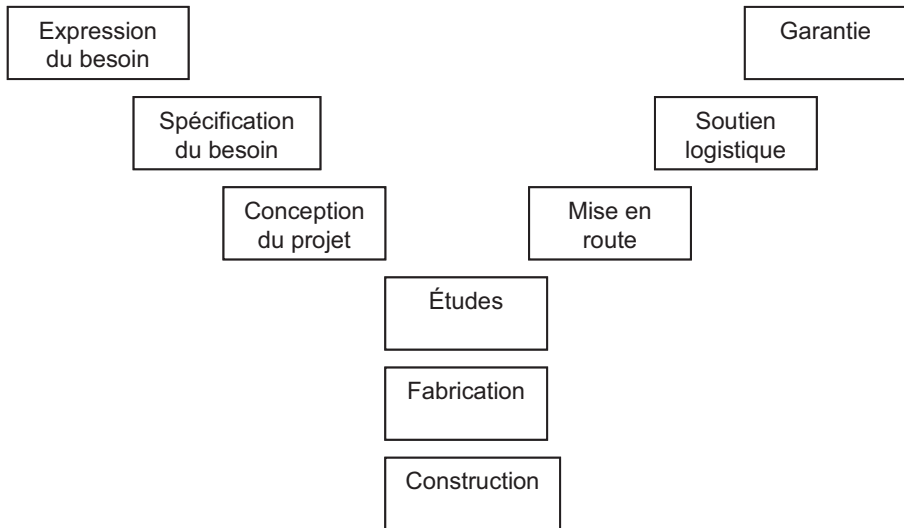 Expression
du besoin
Garantie
Spécification
du besoin
Soutien
logistique
Conception
du projet
Mise en
route
Études
Fabrication
Construction